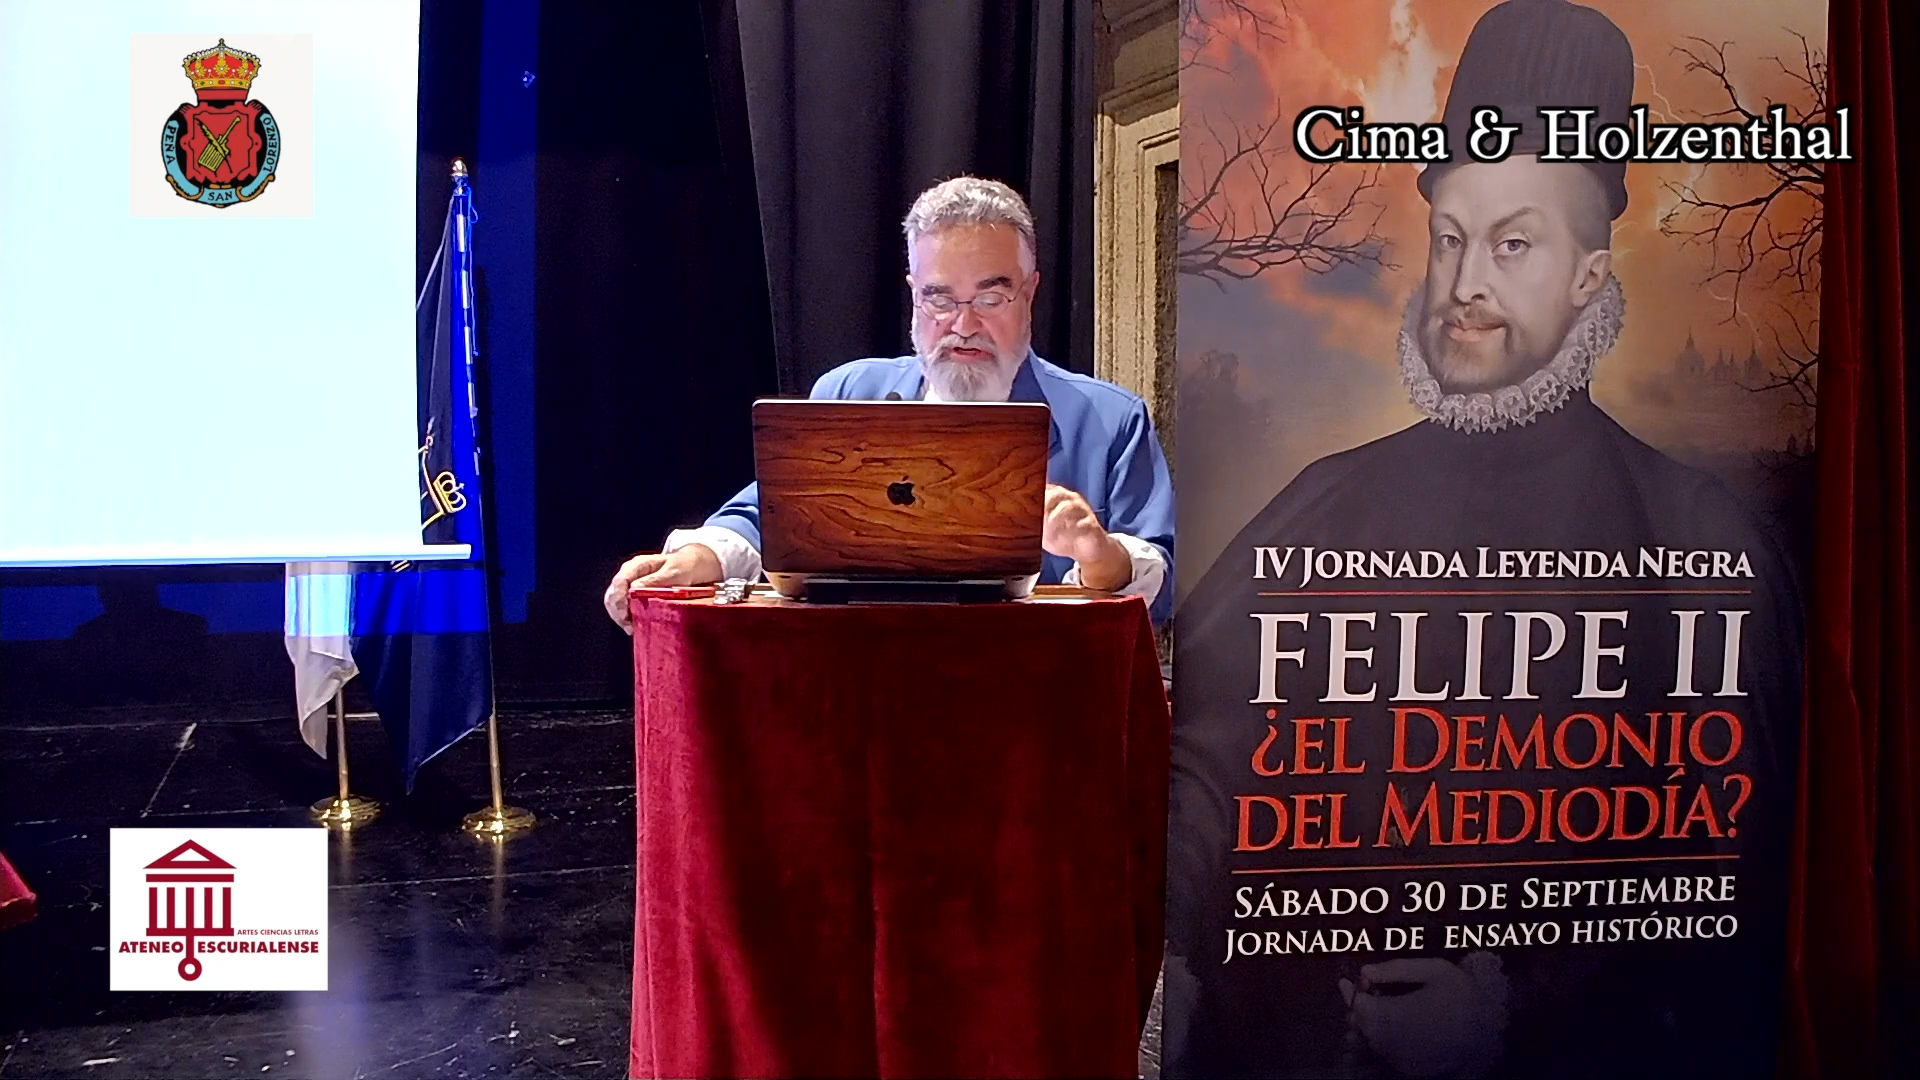 PEÑA
SAN
LORENZO
Cima & Holzenthal
IV JORNADA LEYENDA NEGRA
FELIPE II
¿EL DEMONIO
DEL MEDIODÍA?
SÁBADO 30 DE SEPTIEMBRE
JORNADA DE ENSAYO HISTÓRICO
ARTES CIENCIAS LETRAS
ATENEO ESCURIALENSE